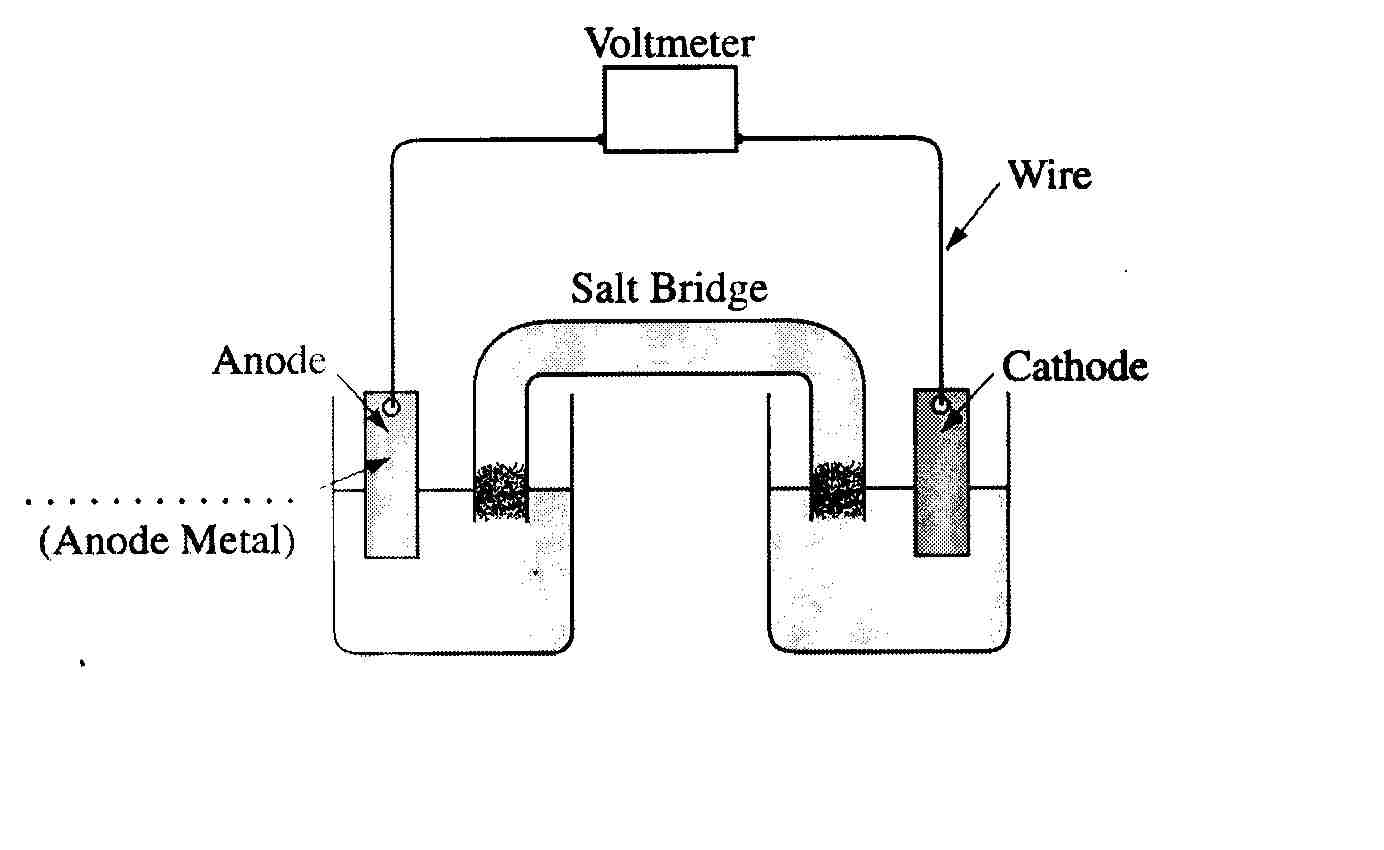 Voltmeter
Wire
Salt Bridge
Anode
Cathode
. . . . . . . . . . . . .
(Anode Metal)